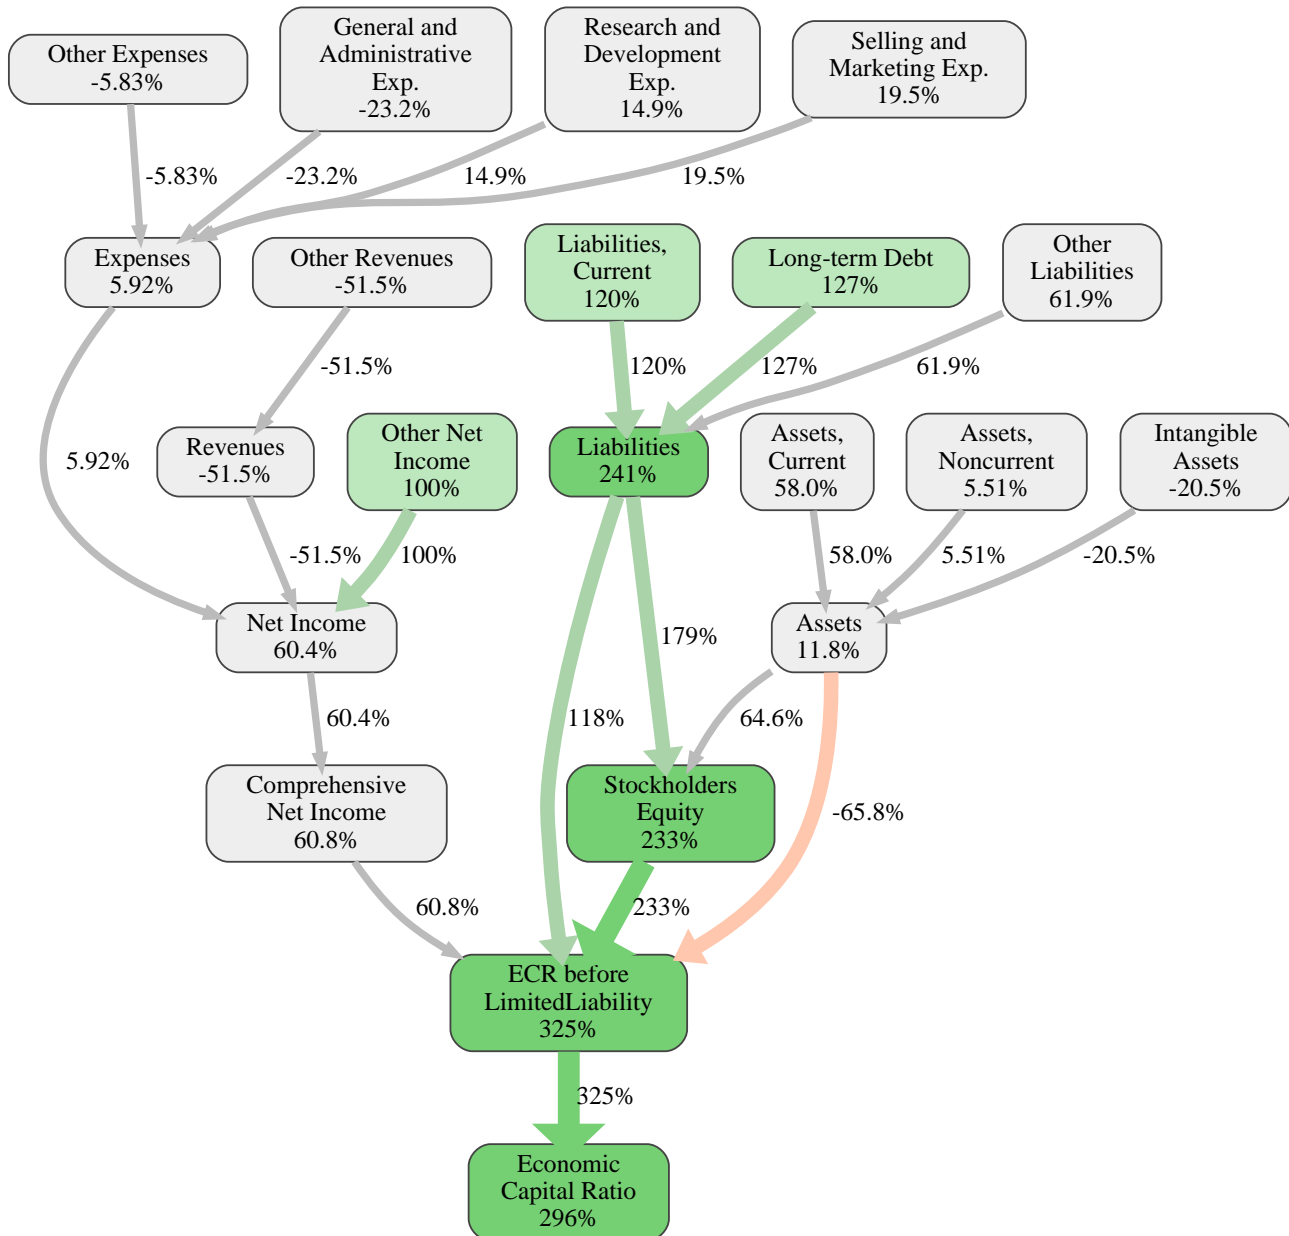 Other Expenses
-5.83%
General and
Administrative
Exp.
-23.2%
Research and
Development
Exp.
14.9%
Selling and
Marketing Exp.
19.5%
-5.83%
-23.2%
14.9%
19.5%
Expenses
5.92%
Other Revenues
-51.5%
Liabilities,
Current
120%
Long-term Debt
127%
Other
Liabilities
61.9%
-51.5%
120%
127%
61.9%
5.92%
Revenues
-51.5%
Other Net
Income
100%
Liabilities
241%
Assets,
Current
58.0%
Assets,
Noncurrent
5.51%
Intangible
Assets
-20.5%
-51.5%
100%
58.0%
5.51%
-20.5%
Net Income
60.4%
179%
Assets
11.8%
60.4%
118%
64.6%
Comprehensive
Net Income
60.8%
Stockholders
Equity
233%
-65.8%
60.8%
233%
ECR before
LimitedLiability
325%
325%
Economic
Capital Ratio
296%